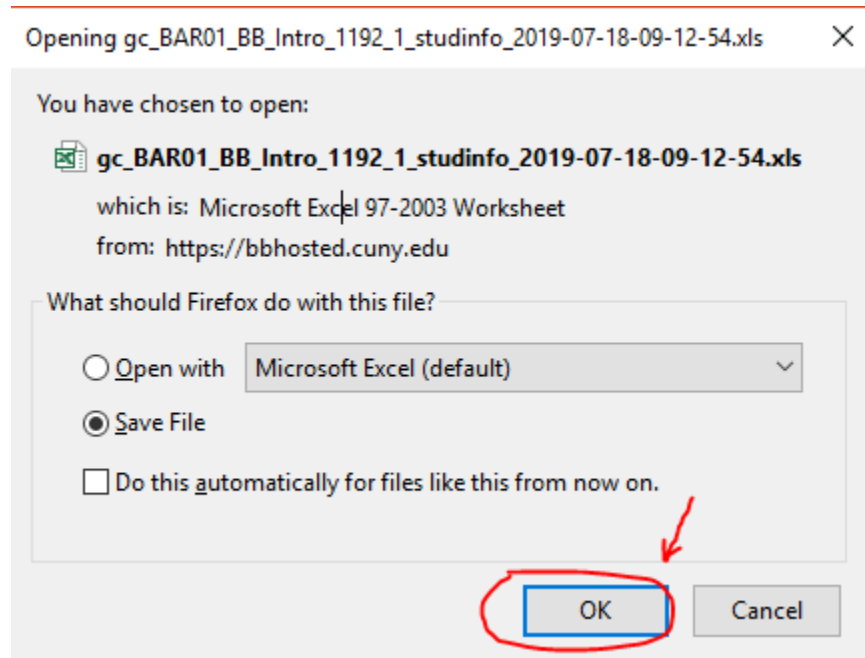 Opening gc_BAR01_BB_Intro_1192_1_studinfo_2019-07-18-09-12-54.xls
You have chosen to open:
gc_BAR01_BB_Intro_1192_1_studinfo_2019-07-18-09-12-54.xls
which is: Microsoft Excel 97-2003 Worksheet
from: https://bbhosted.cuny.edu
What should Firefox do with this file?
Open with Microsoft Excel (default)
Save File
Do this automatically for files like this from now on.
OK Cancel